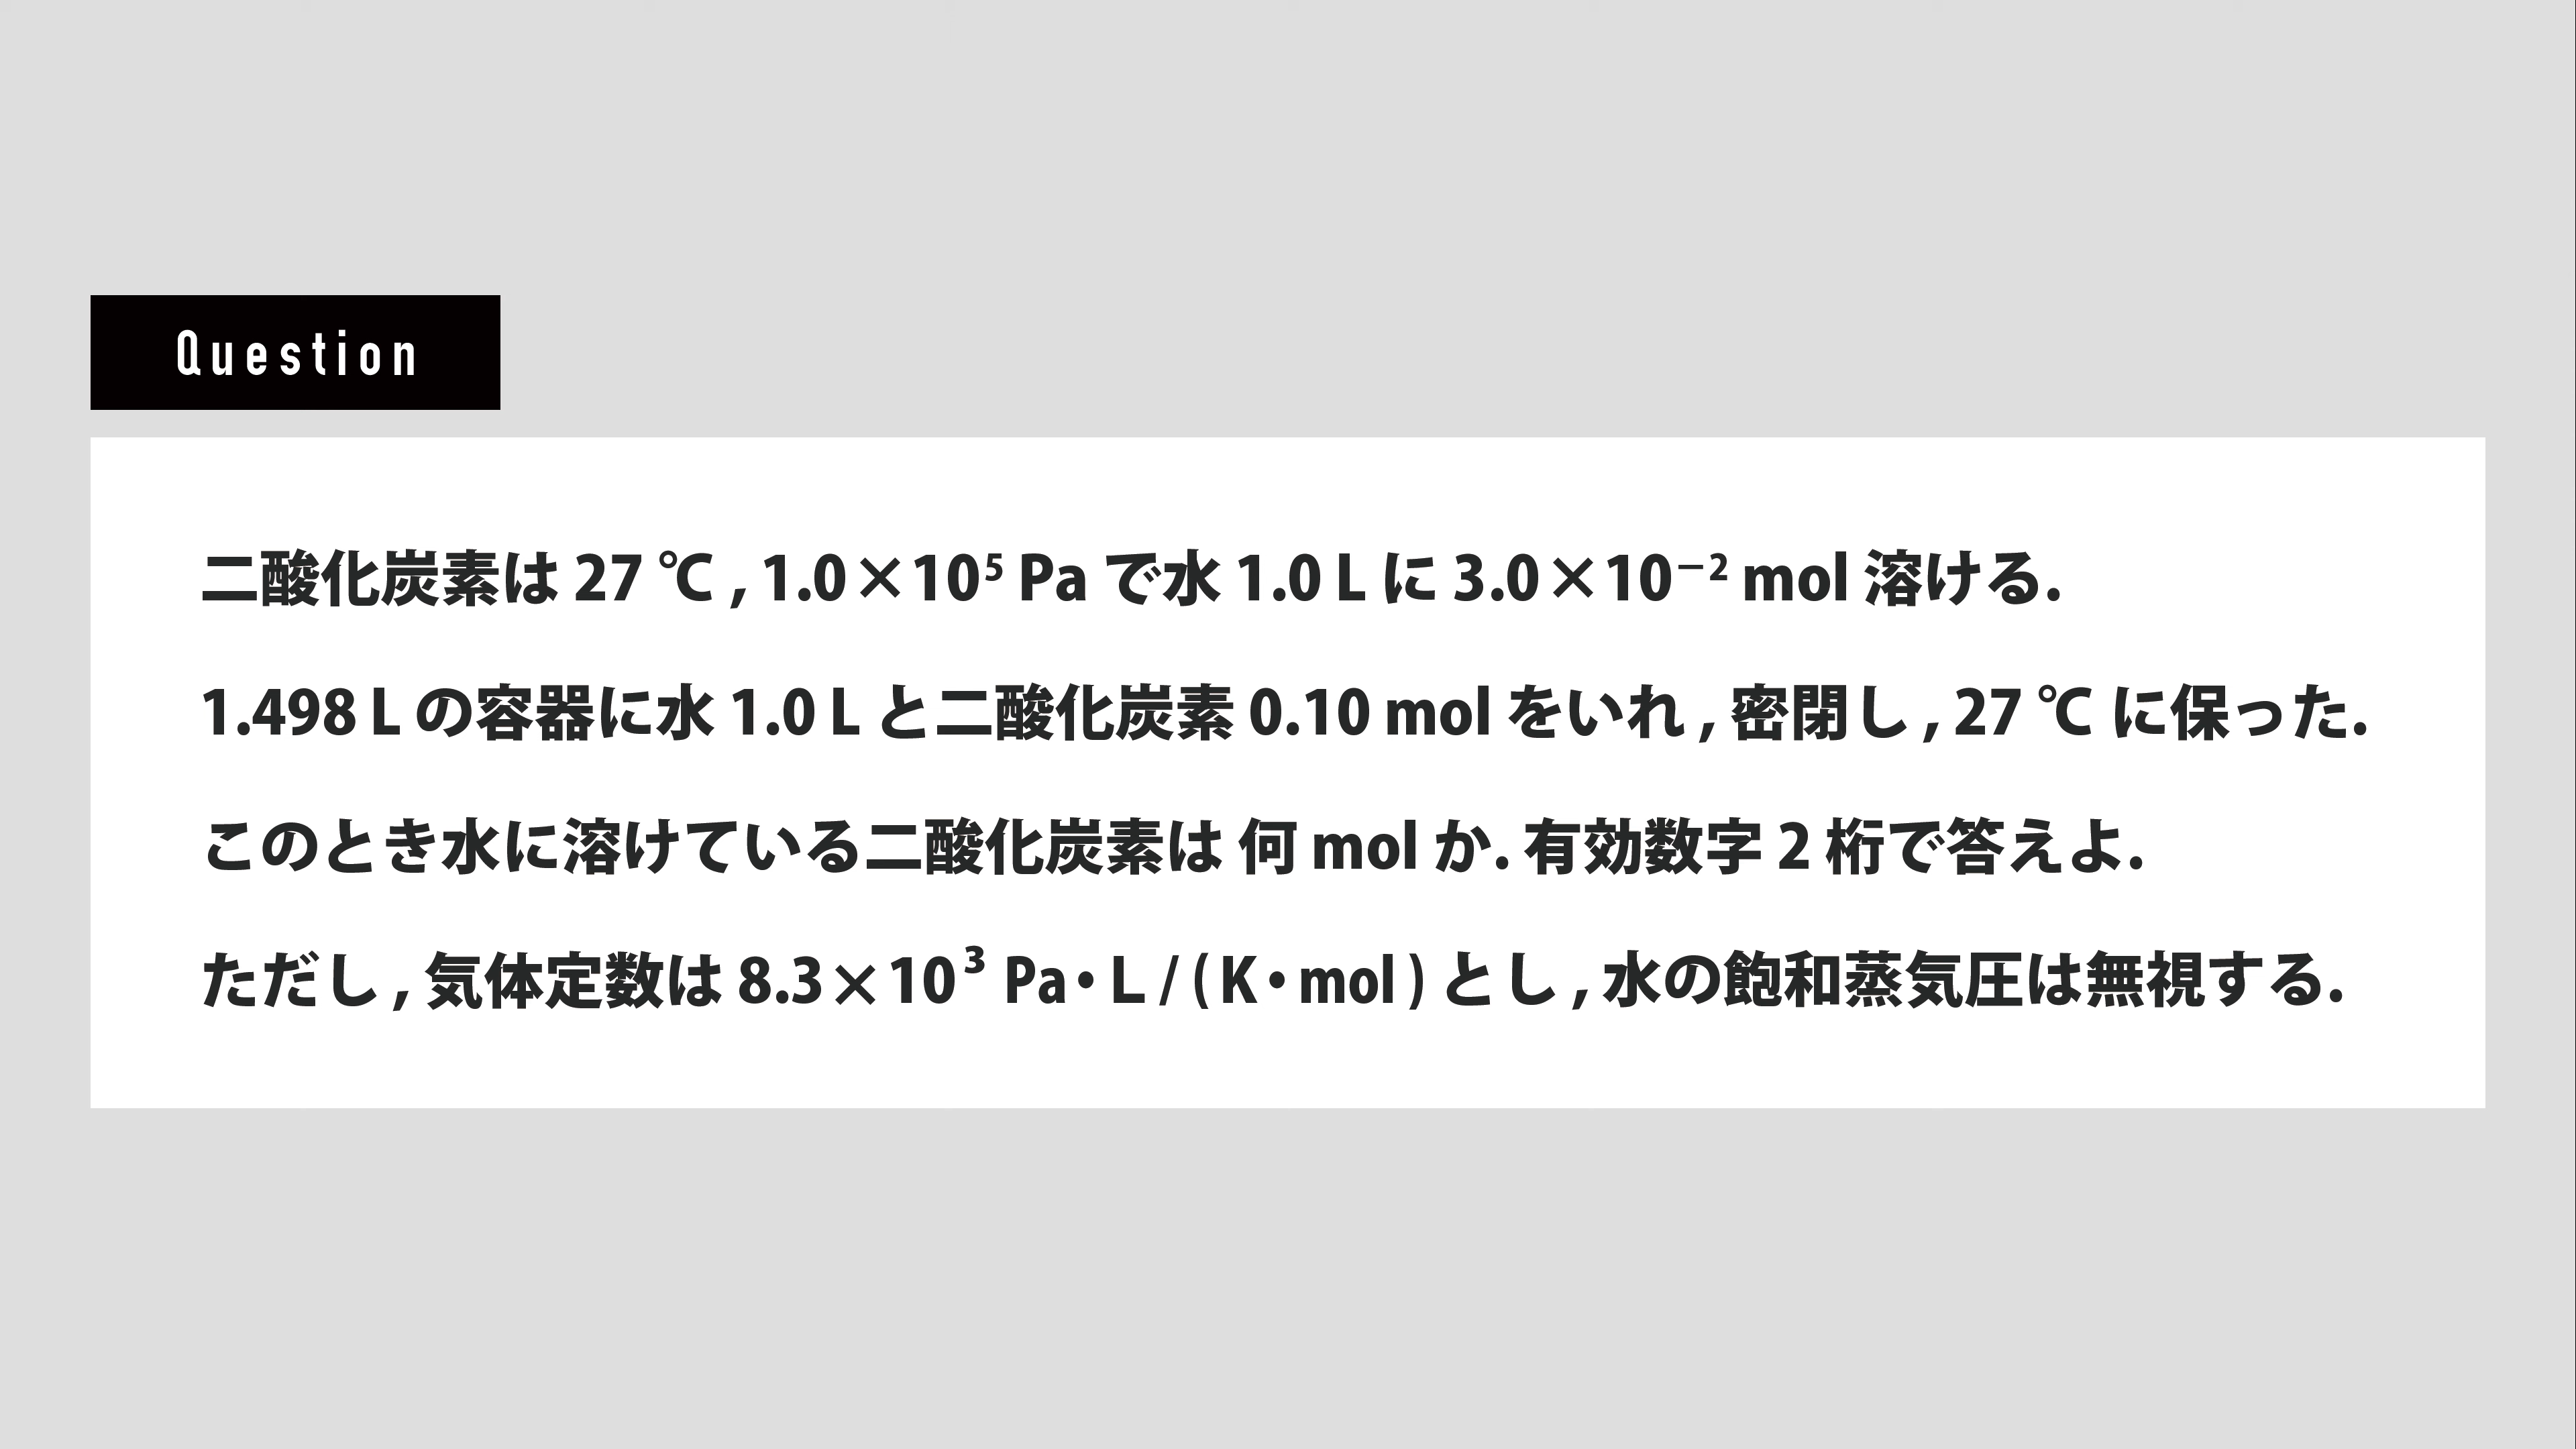 Question
二酸化炭素は 27 ℃ , 1.0×10⁵ Pa で水 1.0 L に 3.0×10⁻² mol 溶ける.
1.498 L の容器に水 1.0 L と二酸化炭素 0.10 mol をいれ , 密閉し , 27 ℃ に保った.
このとき水に溶けている二酸化炭素は 何 mol か. 有効数字 2 桁で答えよ.
ただし , 気体定数は 8.3×10³ Pa・L / ( K・mol ) とし , 水の飽和蒸気圧は無視する.